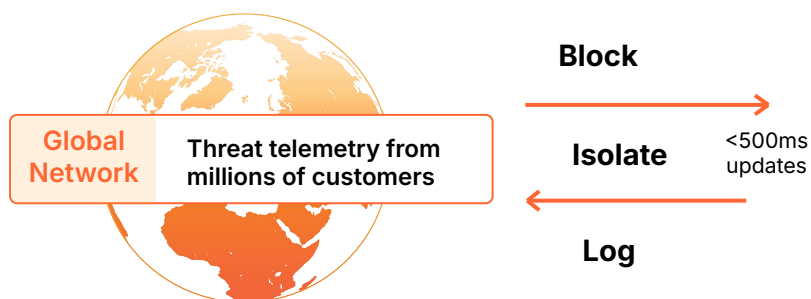 Global
Network
Threat telemetry from
millions of customers
Block
Isolate
<500ms
updates
Log